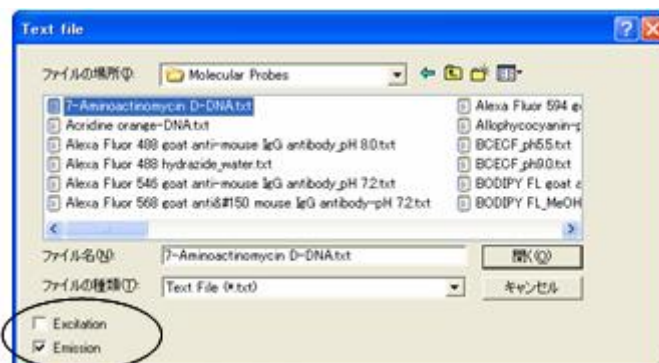 Text file
ファイルの場所(I): Molecular Probes
7-Aminoactinomycin D-DNA.txt
Acridine orange-DNA.txt
Alexa Fluor 488 goat anti-mouse IgG antibody_pH 8.0.txt
Alexa Fluor 488 hydrazide_water.txt
Alexa Fluor 546 goat anti-mouse IgG antibody_pH 7.2.txt
Alexa Fluor 568 goat anti&#150 mouse IgG antibody-pH 7.2.txt
Alexa Fluor 594 g
Allophycocyanin-p
BCECF_ph5.5.txt
BCECF_ph9.0.txt
BODIPY FL goat a
BODIPY FL_MeOH
ファイル名(N): 7-Aminoactinomycin D-DNA.txt 開く(O)
ファイルの種類(T): Text File (*.txt) キャンセル
Excitation
Emission